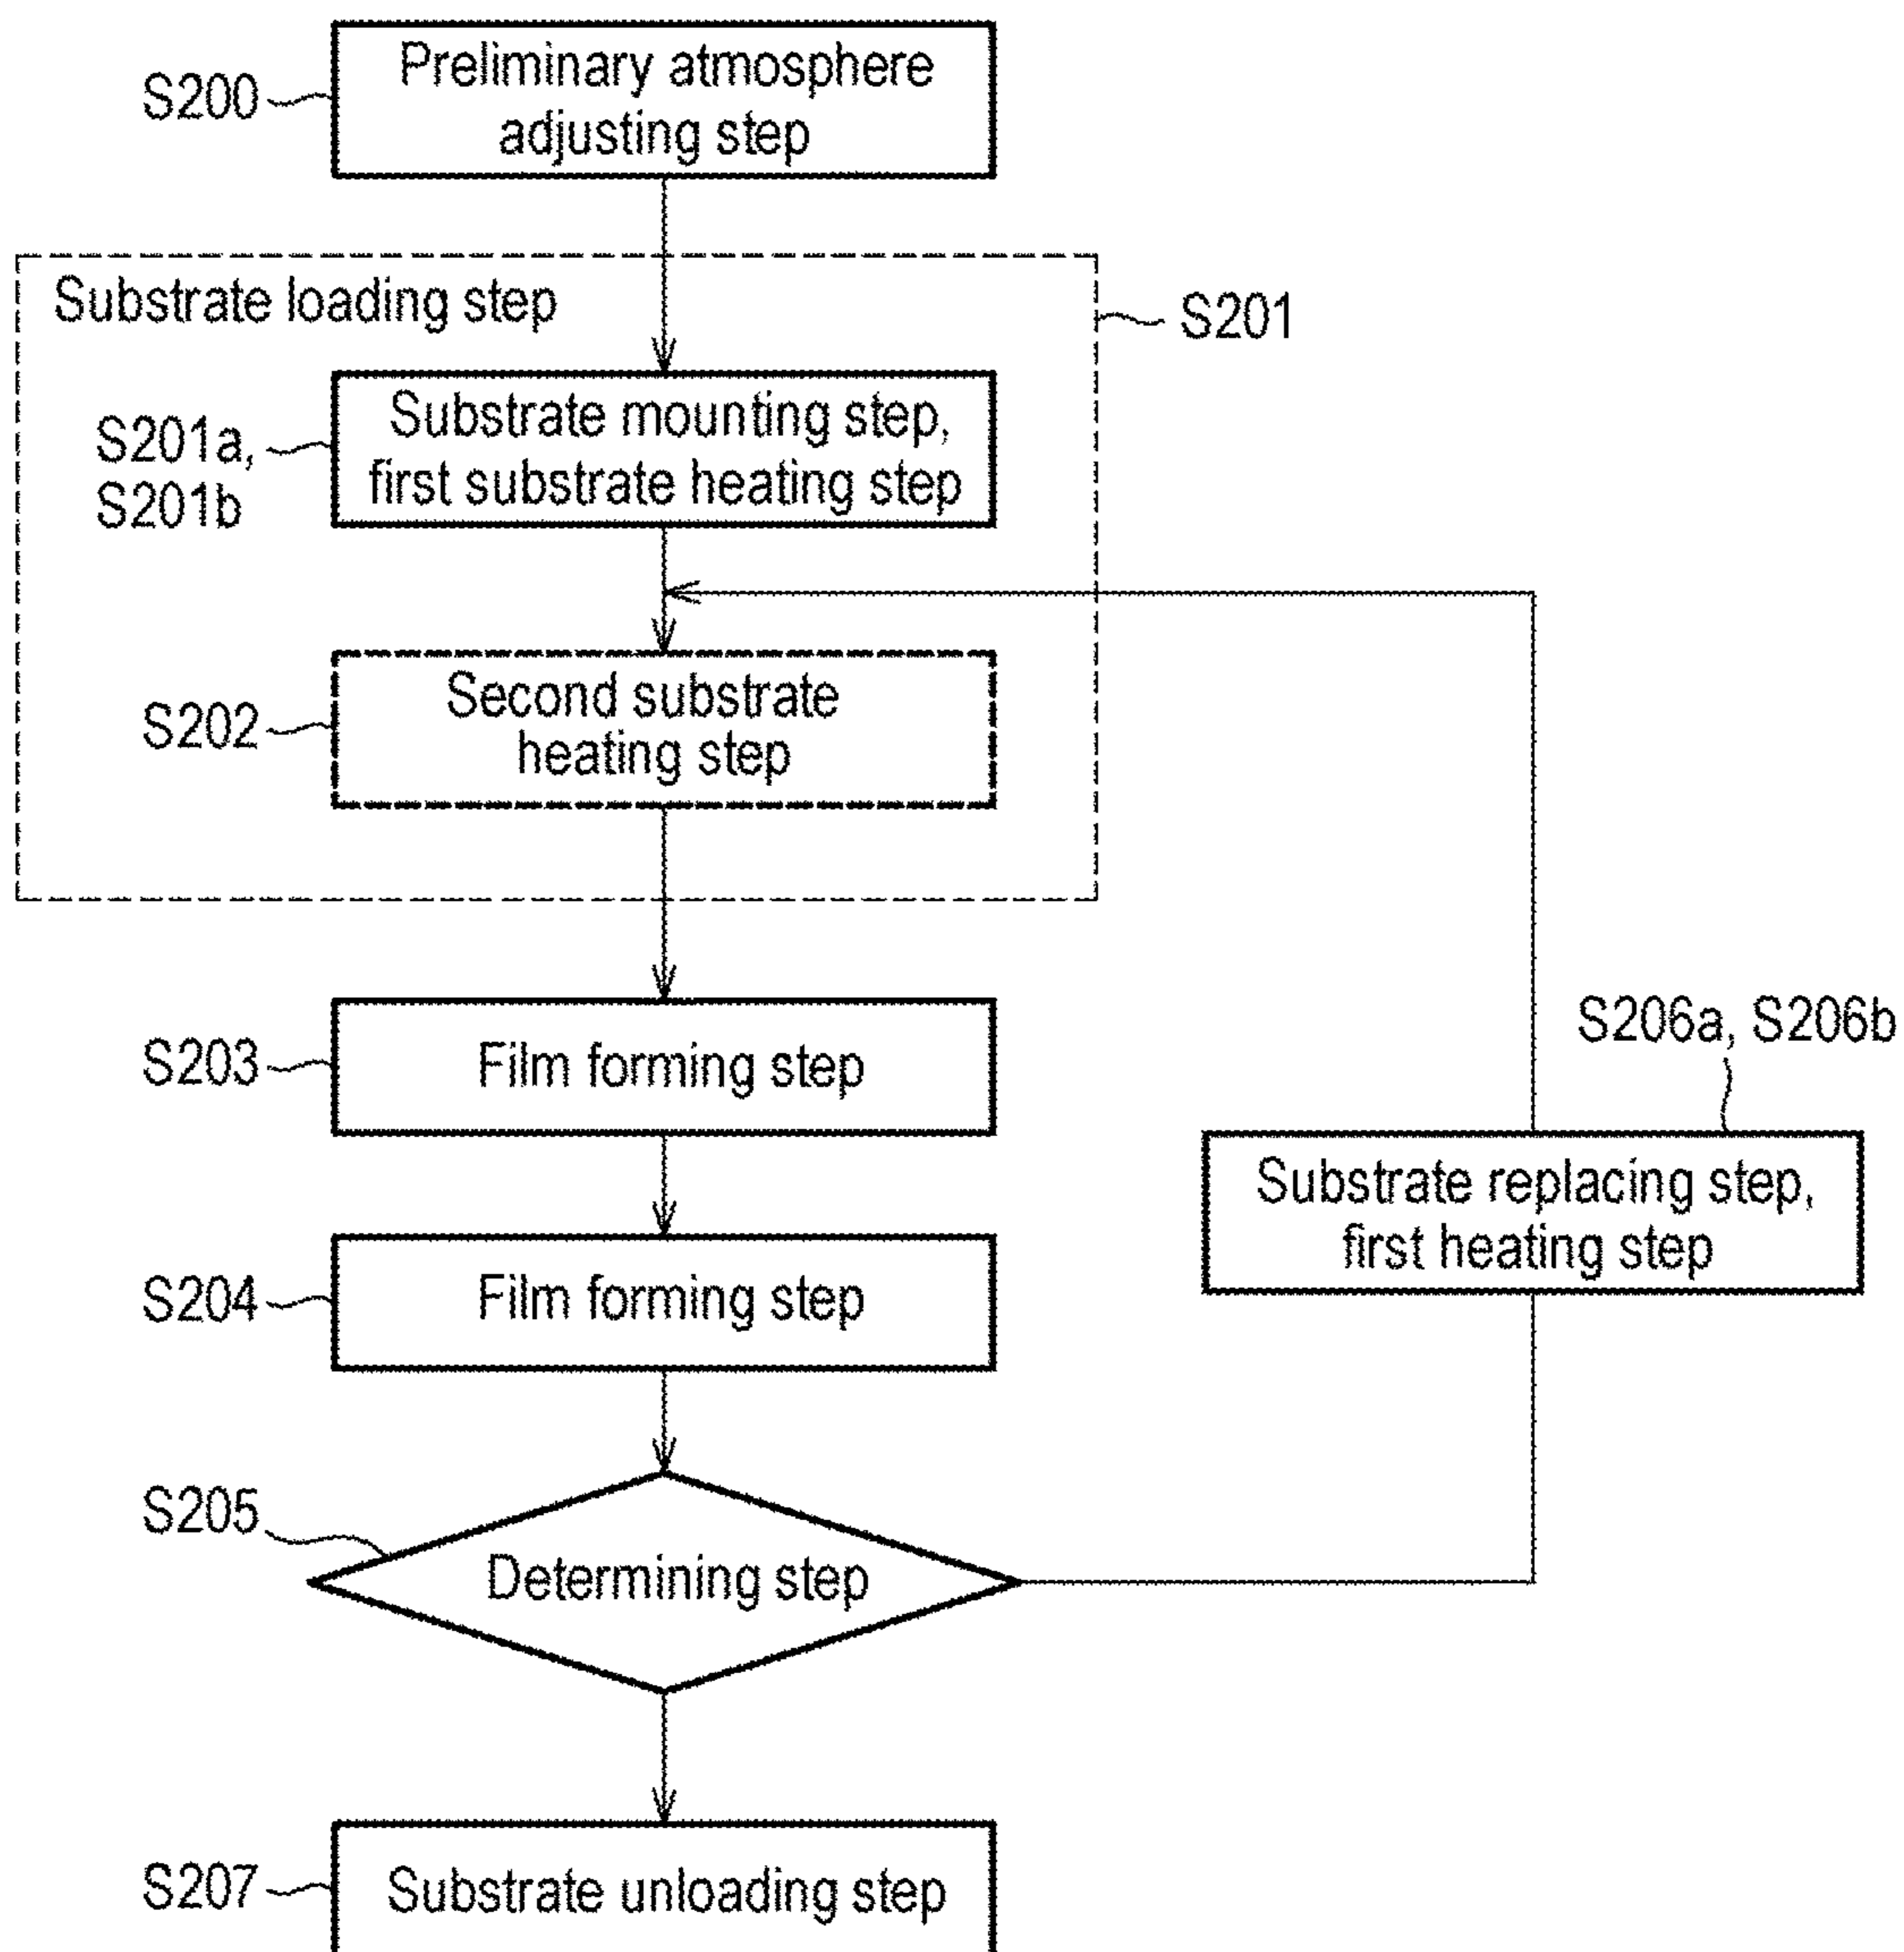 S200
Preliminary atmosphere
adjusting step
Substrate loading step
S201
S201a,
S201b
Substrate mounting step,
first substrate heating step
S202
Second substrate
heating step
S203
Film forming step
S206a, S206b
Substrate replacing step,
first heating step
S204
Film forming step
S205
Determining step
S207
Substrate unloading step